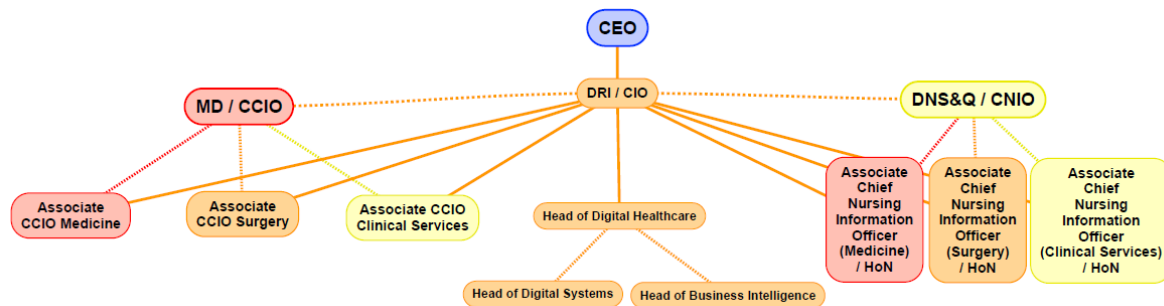 CEO
DRI / CIO
MD / CCIO
DNS&Q / CNIO
Associate
CCIO Medicine
Associate
CCIO Surgery
Associate CCIO
Clinical Services
Head of Digital Healthcare
Associate
Chief
Nursing
Information
Officer
(Medicine)
/ HoN
Associate
Chief
Nursing
Information
Officer
(Surgery)
/ HoN
Associate
Chief
Nursing
Information
Officer
(Clinical Services)
/ HoN
Head of Digital Systems
Head of Business Intelligence